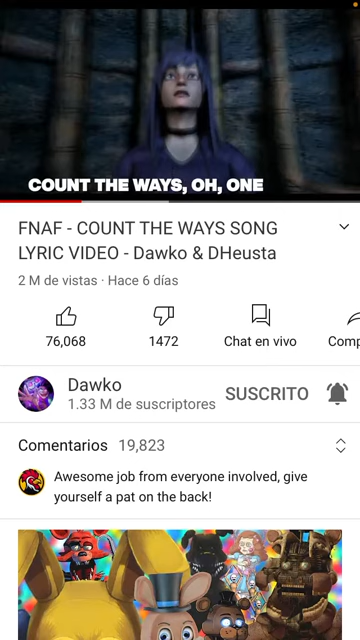 COUNT THE WAYS, OH, ONE
FNAF - COUNT THE WAYS SONG
LYRIC VIDEO - Dawko & DHeusta
2 M de vistas · Hace 6 días
76,068
1472
Chat en vivo
Comp
Dawko
1.33 M de suscriptores
SUSCRITO
Comentarios 19,823
Awesome job from everyone involved, give
yourself a pat on the back!